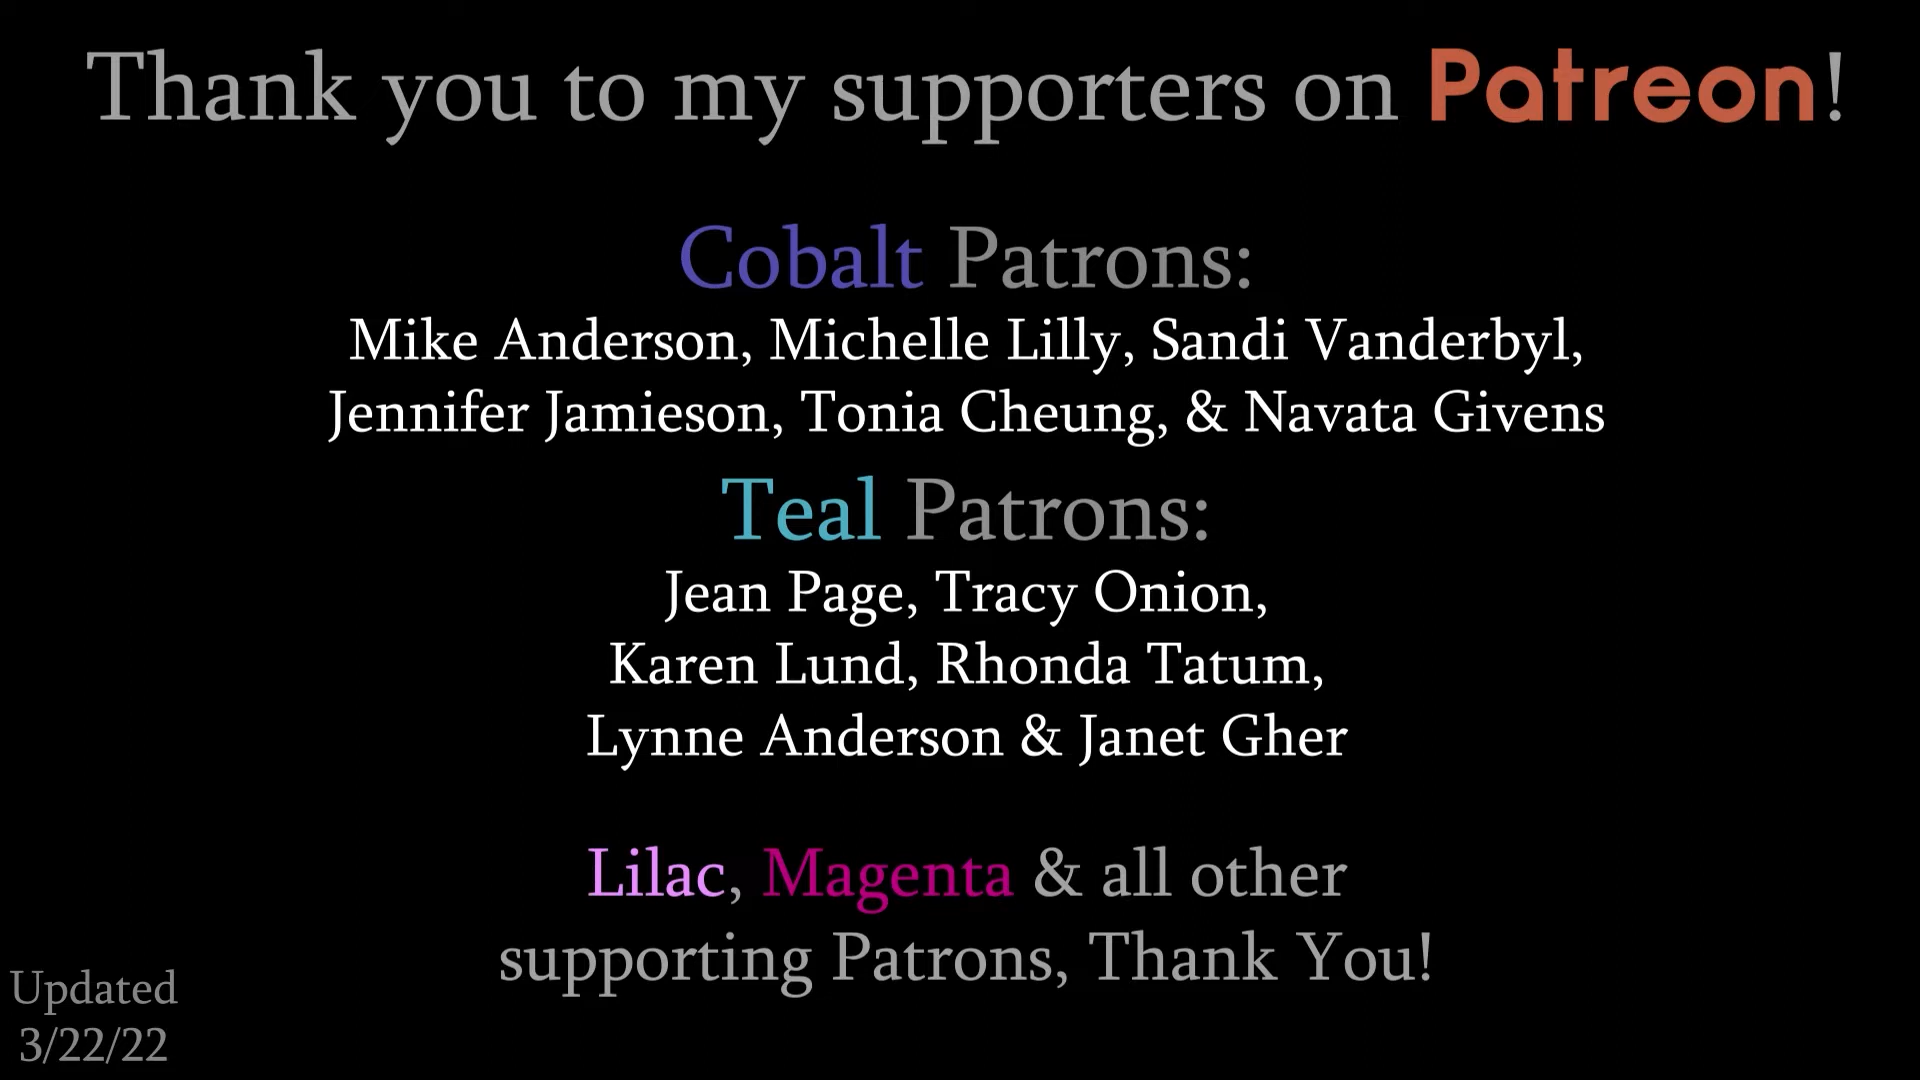 Thank you to my supporters on Patreon!
Cobalt Patrons:
Mike Anderson, Michelle Lilly, Sandi Vanderbyl,
Jennifer Jamieson, Tonia Cheung, & Navata Givens
Teal Patrons:
Jean Page, Tracy Onion,
Karen Lund, Rhonda Tatum,
Lynne Anderson & Janet Gher
Lilac, Magenta & all other
supporting Patrons, Thank You!
Updated
3/22/22